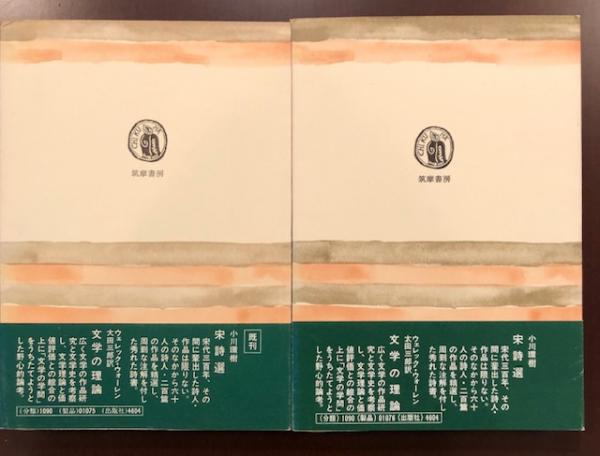 CHIKUMA
筑摩書房
既刊
小川環樹
宋詩選
宋代三百年、その
間に輩出した詩人・
作品は限りない。
そのなかから六十
人の詩人・二百篇
の作品を精選し、
周到な注解を付し
た秀れた詩書。
ウェレック・ウォーレン
太田三郎訳
文学の理論
広く文学の作品研
究と文学史を考察
し、文学理論と価
値評価との総合の
上に「文学の学問」
をうちたてようと
した野心的論考。
(分類) 1090 (製品) 01075 (出版社) 4604
CHIKUMA
筑摩書房
小川環樹
宋詩選
宋代三百年、その
間に輩出した詩人・
作品は限りない。
そのなかから六十
人の詩人・二百篇
の作品を精選し、
周到な注解を付し
た秀れた詩書。
ウェレック・ウォーレン
太田三郎訳
文学の理論
広く文学の作品研
究と文学史を考察
し、文学理論と価
値評価との総合の
上に「文学の学問」
をうちたてようと
した野心的論考。
(分類) 1090 (製品) 01076 (出版社) 4604